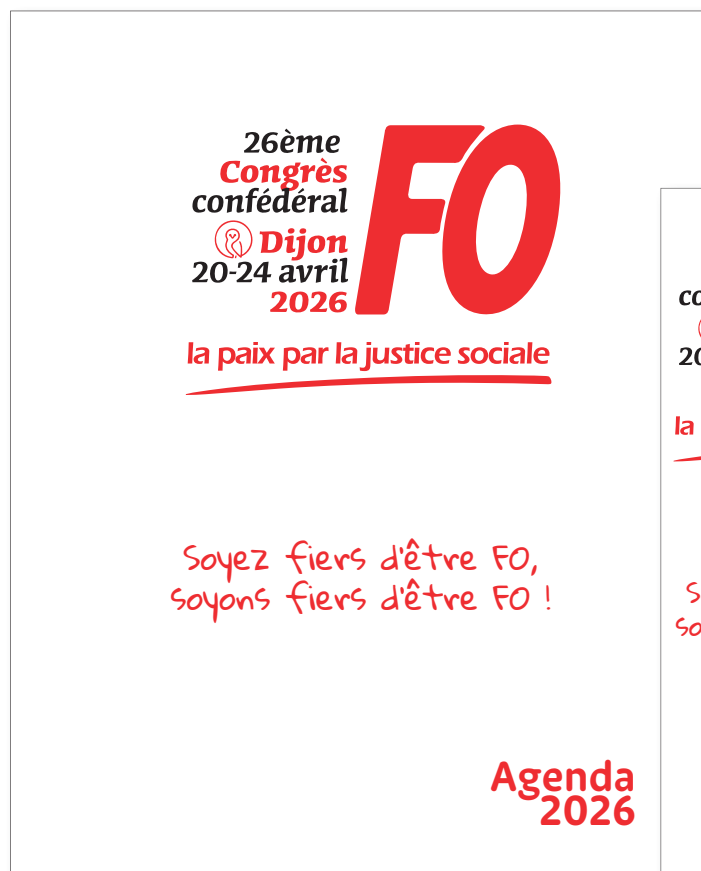 26ème
Congrès
confédéral
Dijon
20-24 avril
2026
FO
la paix par la justice sociale
Soyez fiers d'être FO,
soyons fiers d'être FO !
Agenda
2026
la